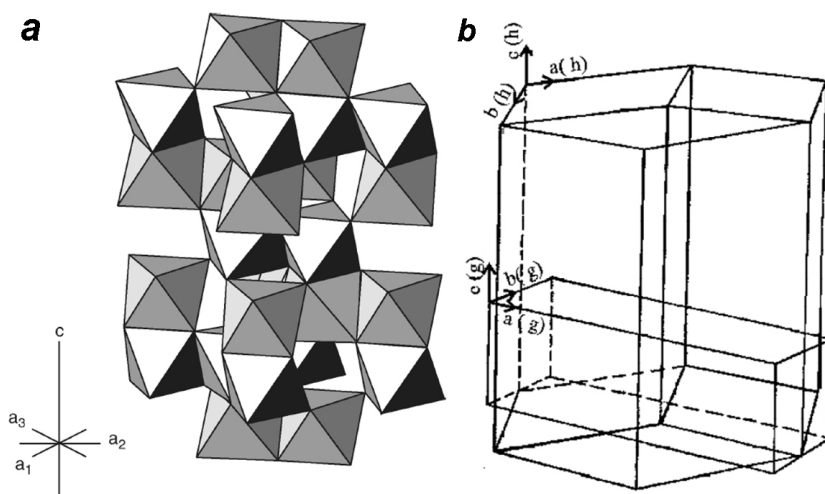 a
b
c
a3
a2
a1
c (h)
a( h)
b (h)
c (g)
b( g)
a ( g)